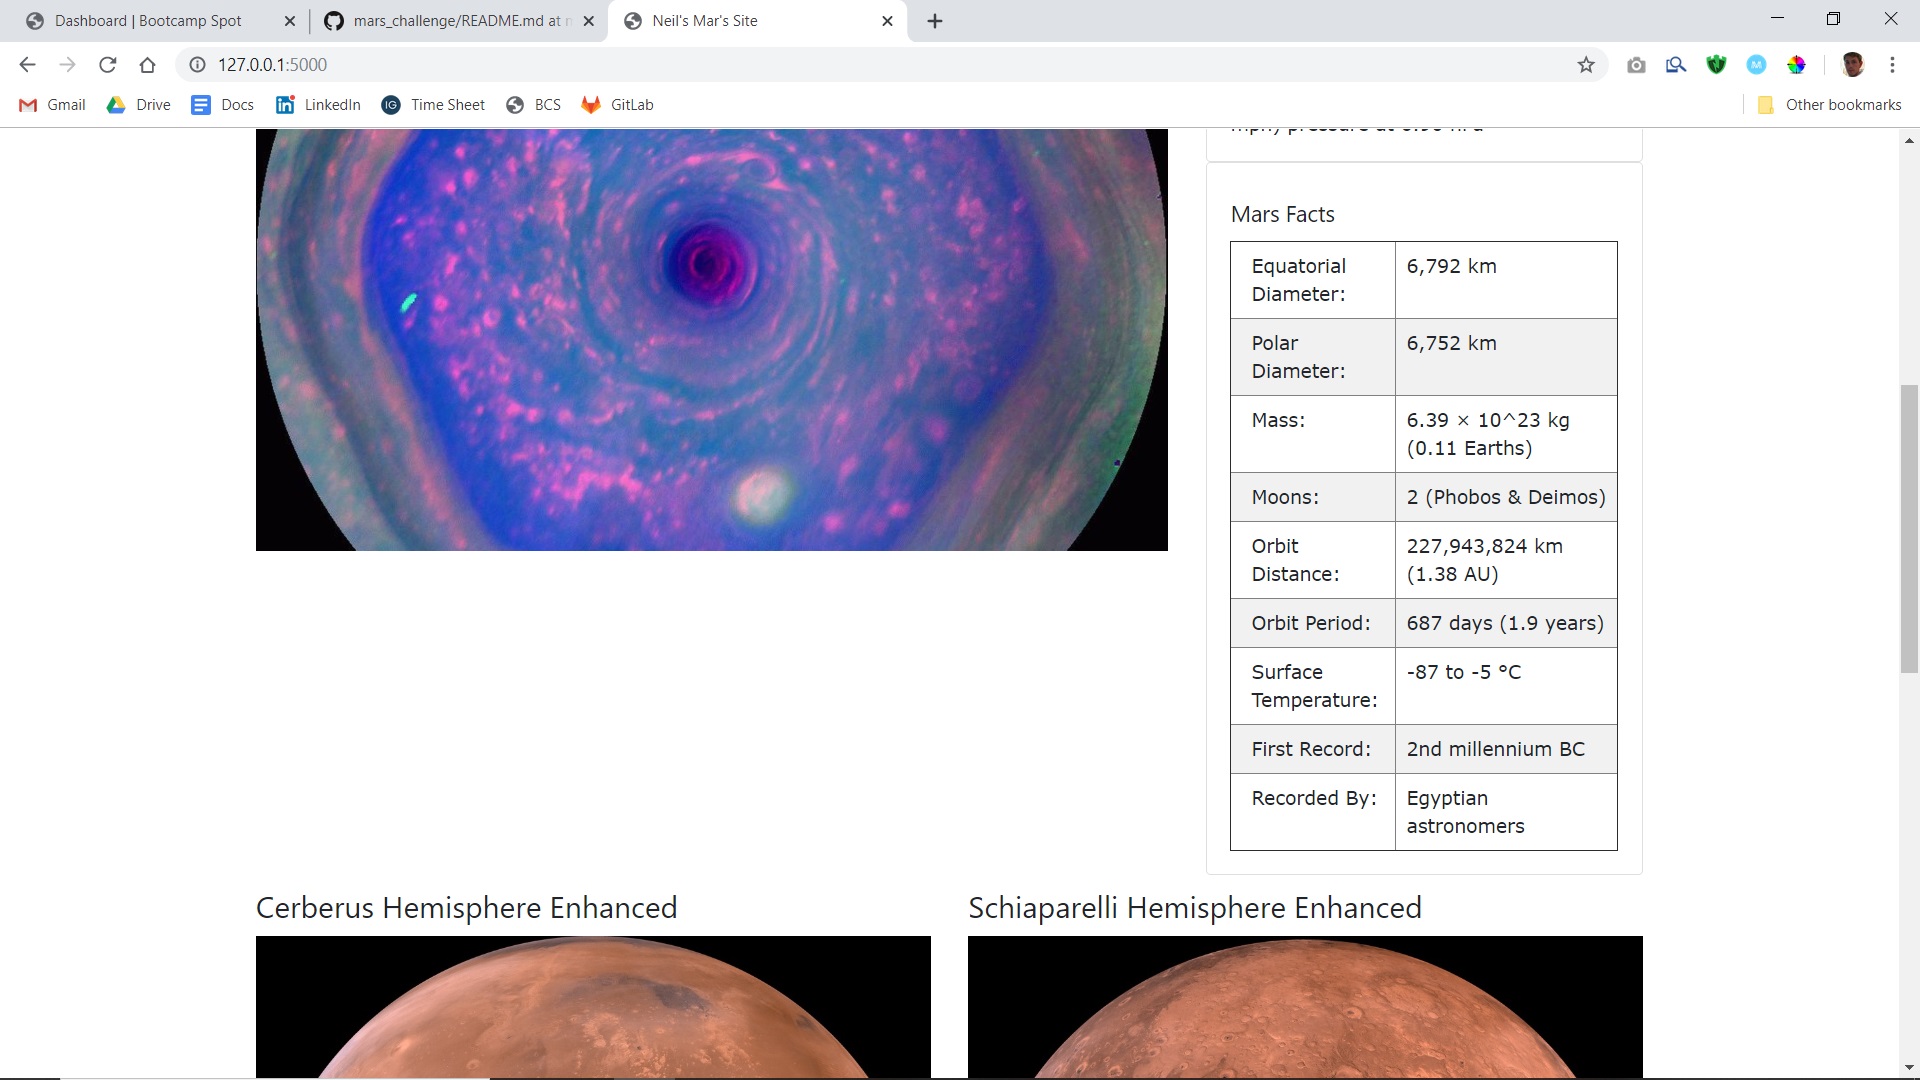 Dashboard | Bootcamp Spot
mars_challenge/README.md at
Neil's Mar's Site
127.0.0.1:5000
Gmail
Drive
Docs
LinkedIn
IG
Time Sheet
BCS
GitLab
Other bookmarks
Mars Facts
Equatorial Diameter: 6,792 km
Polar Diameter: 6,752 km
Mass: 6.39 × 10^23 kg (0.11 Earths)
Moons: 2 (Phobos & Deimos)
Orbit Distance: 227,943,824 km (1.38 AU)
Orbit Period: 687 days (1.9 years)
Surface Temperature: -87 to -5 °C
First Record: 2nd millennium BC
Recorded By: Egyptian astronomers
Cerberus Hemisphere Enhanced
Schiaparelli Hemisphere Enhanced